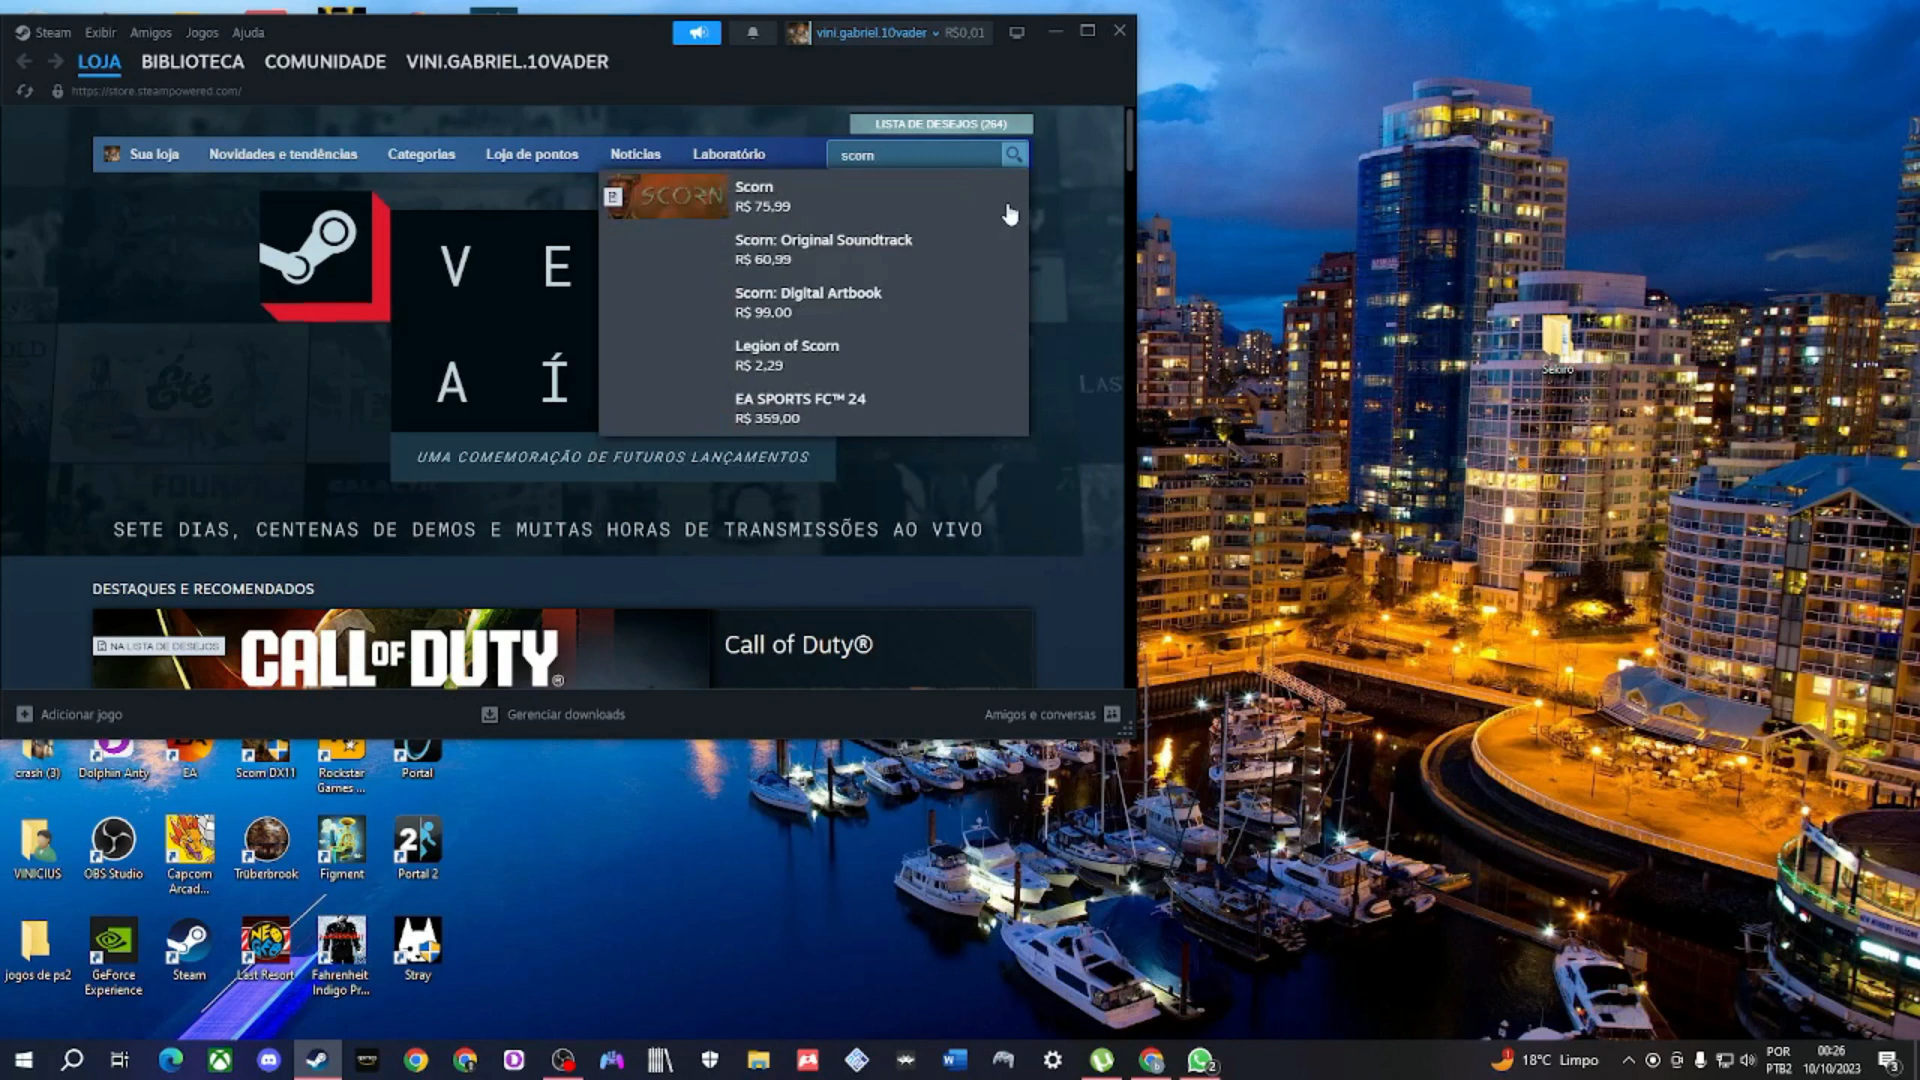 Steam Exibir Amigos Jogos Ajuda
vini.gabriel.10vader R$0,01
LOJA BIBLIOTECA COMUNIDADE VINI.GABRIEL.10VADER
https://store.steampowered.com/
LISTA DE DESEJOS (264)
Sua loja Novidades e tendências Categorias Loja de pontos Notícias Laboratório scorn
SCORN
Scorn
R$ 75,99
Scorn: Original Soundtrack
R$ 60,99
Scorn: Digital Artbook
R$ 99.00
Legion of Scorn
R$ 2,29
EA SPORTS FC™ 24
R$ 359,00
V E
A Í
UMA COMEMORAÇÃO DE FUTUROS LANÇAMENTOS
SETE DIAS, CENTENAS DE DEMOS E MUITAS HORAS DE TRANSMISSÕES AO VIVO
DESTAQUES E RECOMENDADOS
NA LISTA DE DESEJOS
CALL OF DUTY®
Call of Duty®
Adicionar jogo
Gerenciar downloads
Amigos e conversas
Sekiro
crash (3) Dolphin Anty EA Scorn DX11 Rockstar Games ... Portal
VINICIUS OBS Studio Capcom Arcad... Trüberbrook Figment Portal 2
jogos de ps2 GeForce Experience Steam Last Resort Fahrenheit Indigo Pr... Stray
18°C Limpo
POR
PTB2
00:26
10/10/2023